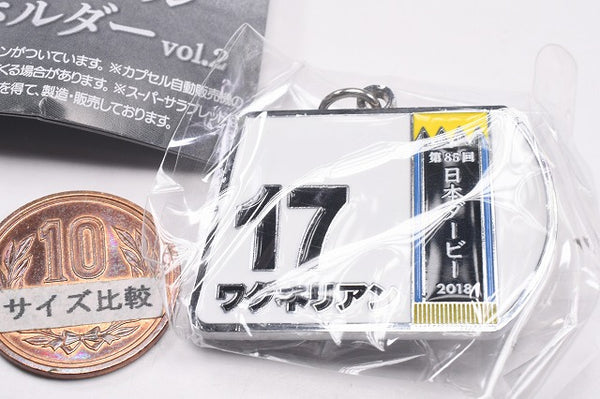 ルダー vol.2
ンがついています。※カプセル自動販売機の
くる場合があります。※スーパーサラブレッ
を得て、製造・販売しております。
17
ワグネリアン
第85回
日本ダービー
2018
10
サイズ比較